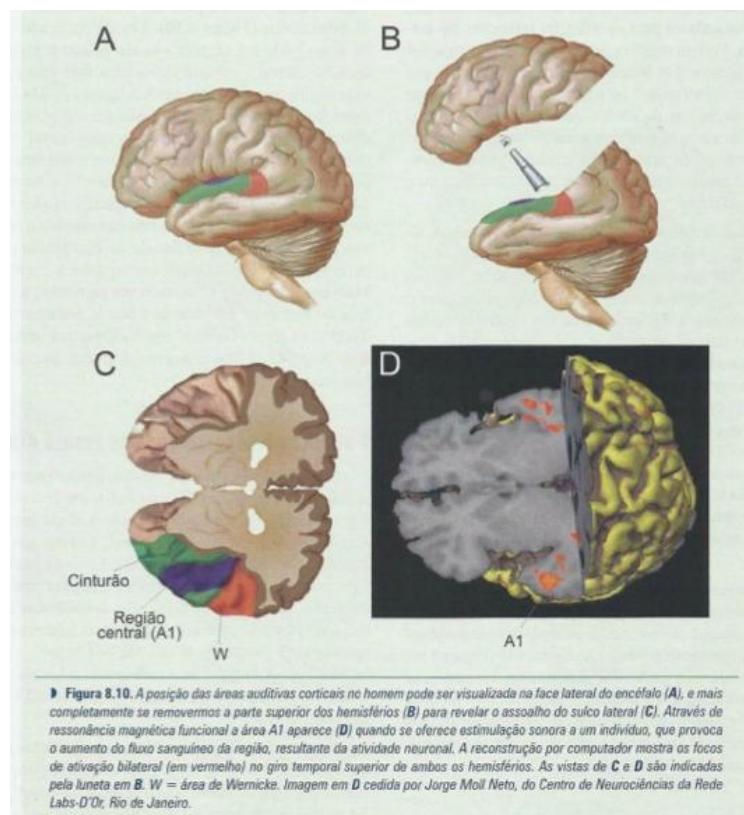 A
B
C
D
Cinturão
Região
central (A1)
W
A1
Figura 8.10. A posição das áreas auditivas corticais no homem pode ser visualizada na face lateral do encéfalo (A), e mais
completamente se removermos a parte superior dos hemisférios (B) para revelar o assoalho do sulco lateral (C). Através de
ressonância magnética funcional a área A1 aparece (D) quando se oferece estimulação sonora a um indivíduo, que provoca
o aumento do fluxo sanguíneo da região, resultante da atividade neuronal. A reconstrução por computador mostra os focos
de ativação bilateral (em vermelho) no giro temporal superior de ambos os hemisférios. As vistas de C e D são indicadas
pela luneta em B. W = área de Wernicke. Imagem em D cedida por Jorge Moll Neto, do Centro de Neurociências da Rede
Labs-D'Or, Rio de Janeiro.